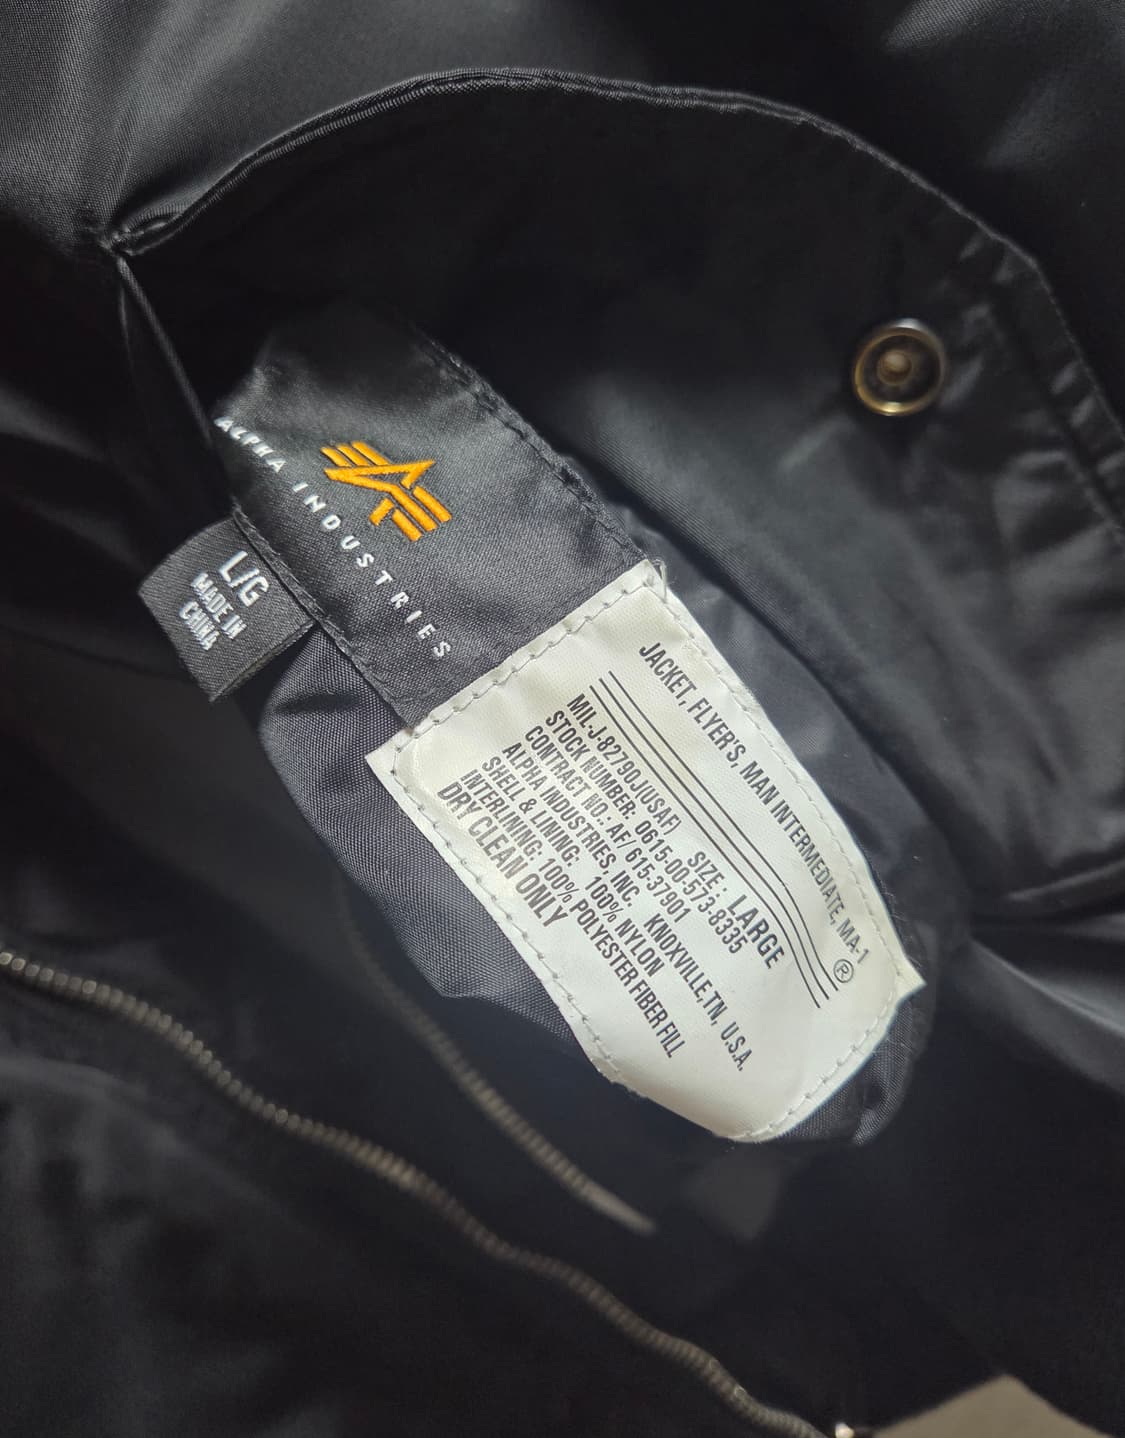 ALPHA INDUSTRIES
L/G
MADE IN
CHINA
JACKET, FLYER'S, MAN INTERMEDIATE, MA-1
®
SIZE: LARGE
MIL-J-82790J(USAF)
STOCK NUMBER: 0615-00-573-8335
CONTRACT NO.: AF/615-37901
ALPHA INDUSTRIES, INC. KNOXVILLE, TN, U.S.A.
SHELL & LINING: 100% NYLON
INTERLINING: 100% POLYESTER FIBERFILL
DRY CLEAN ONLY